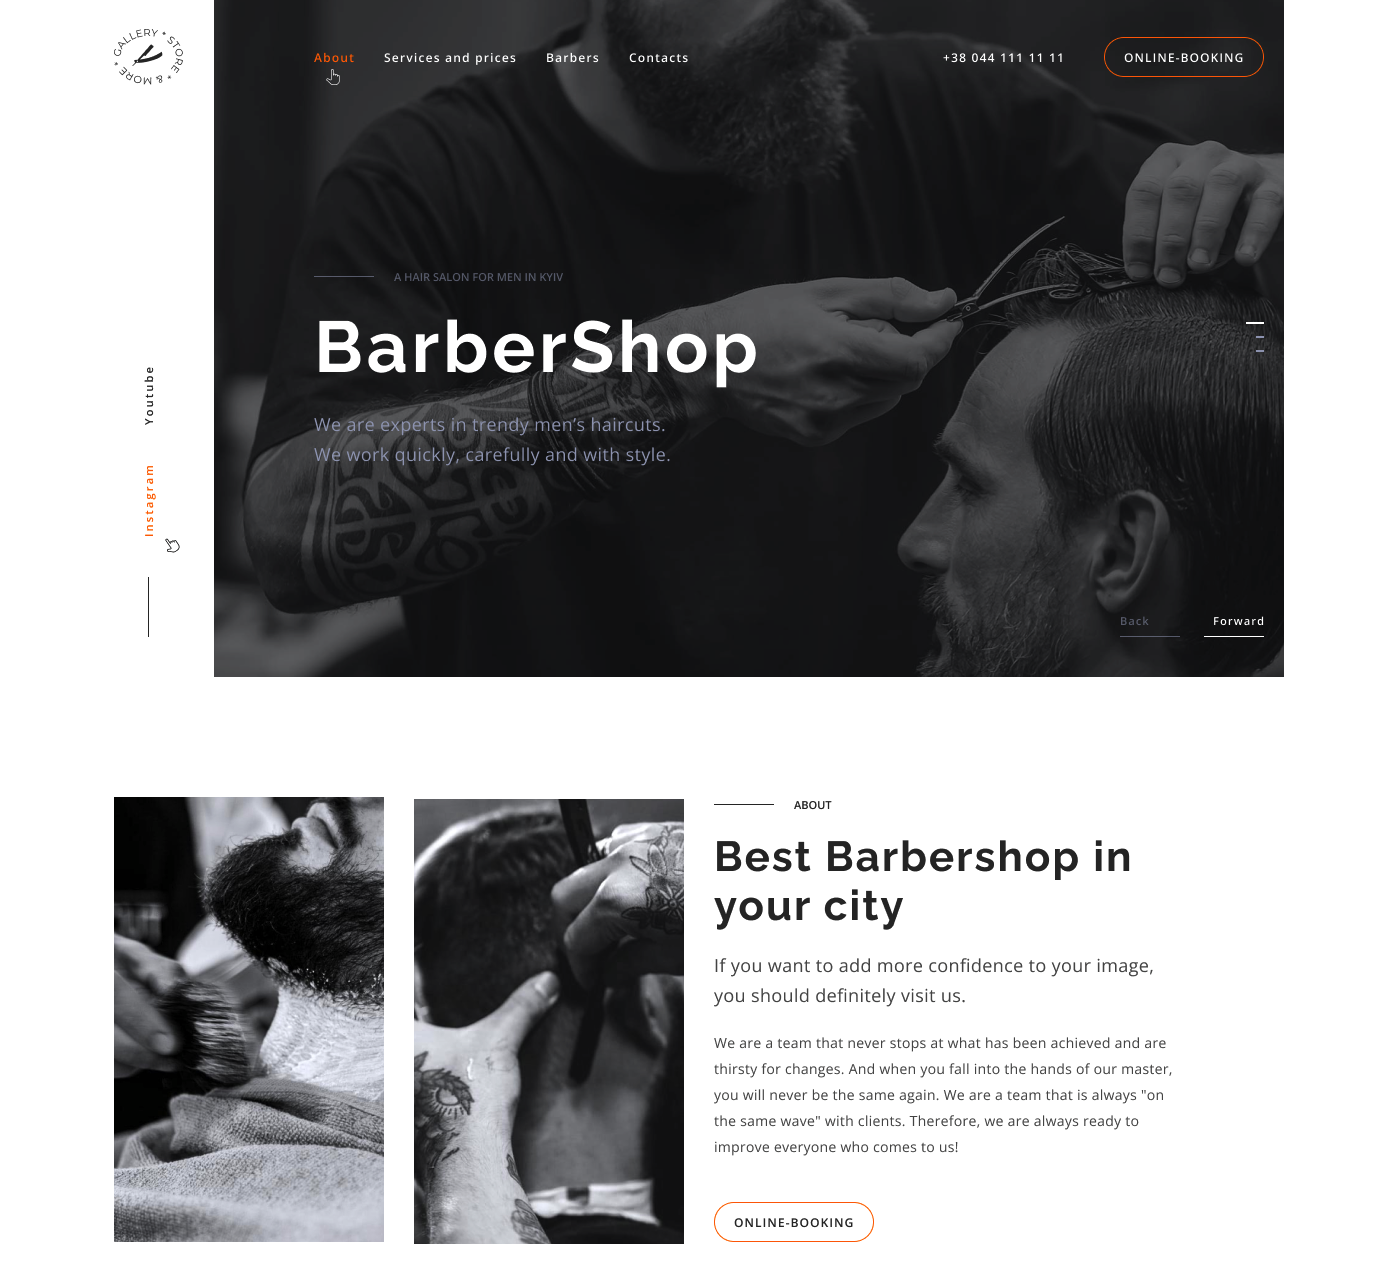 GALLERY * STORE * & MORE *
About
Services and prices
Barbers
Contacts
+38 044 111 11 11
ONLINE-BOOKING
A HAIR SALON FOR MEN IN KYIV
BarberShop
We are experts in trendy men’s haircuts.
We work quickly, carefully and with style.
Youtube
Instagram
Back
Forward
ABOUT
Best Barbershop in
your city
If you want to add more confidence to your image,
you should definitely visit us.
We are a team that never stops at what has been achieved and are
thirsty for changes. And when you fall into the hands of our master,
you will never be the same again. We are a team that is always "on
the same wave" with clients. Therefore, we are always ready to
improve everyone who comes to us!
ONLINE-BOOKING